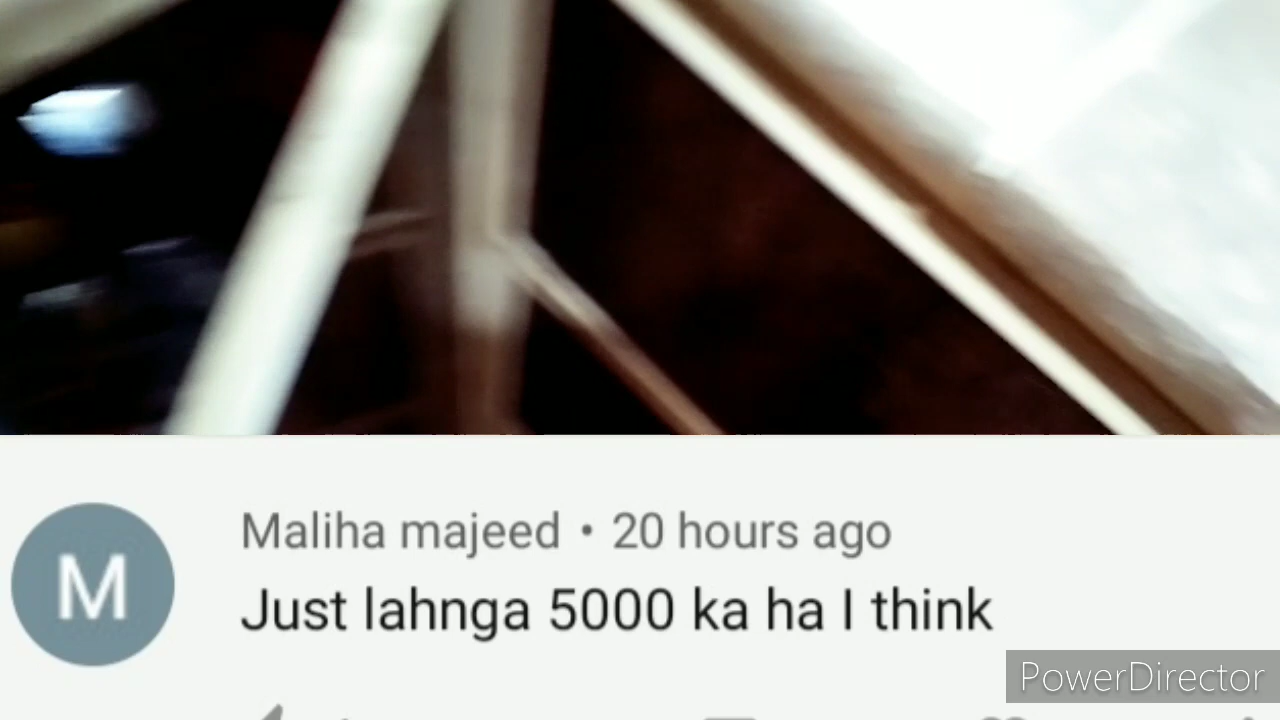 M
Maliha majeed • 20 hours ago
Just lahnga 5000 ka ha I think
PowerDirector